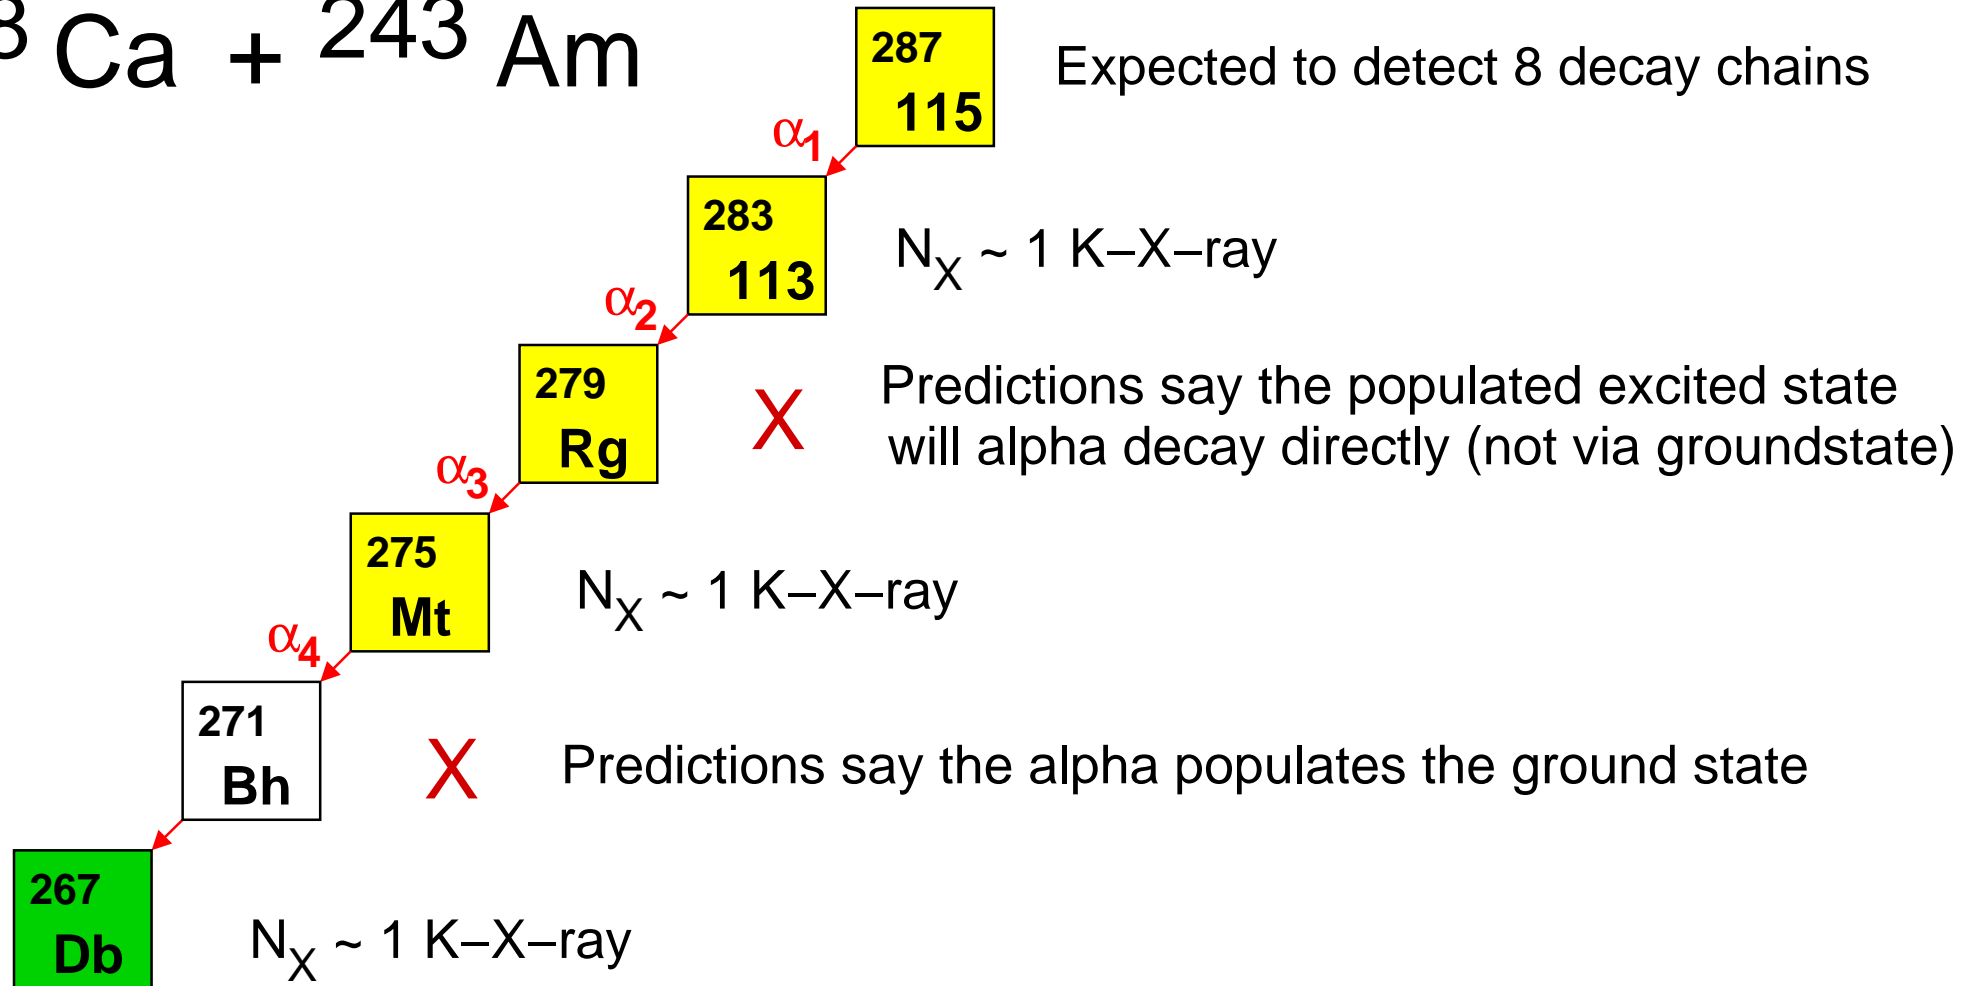 8 Ca + 243 Am
287
115
Expected to detect 8 decay chains
α1
283
113
NX ~ 1 K–X–ray
α2
279
Rg
X
Predictions say the populated excited state
will alpha decay directly (not via groundstate)
α3
275
Mt
NX ~ 1 K–X–ray
α4
271
Bh
X
Predictions say the alpha populates the ground state
267
Db
NX ~ 1 K–X–ray